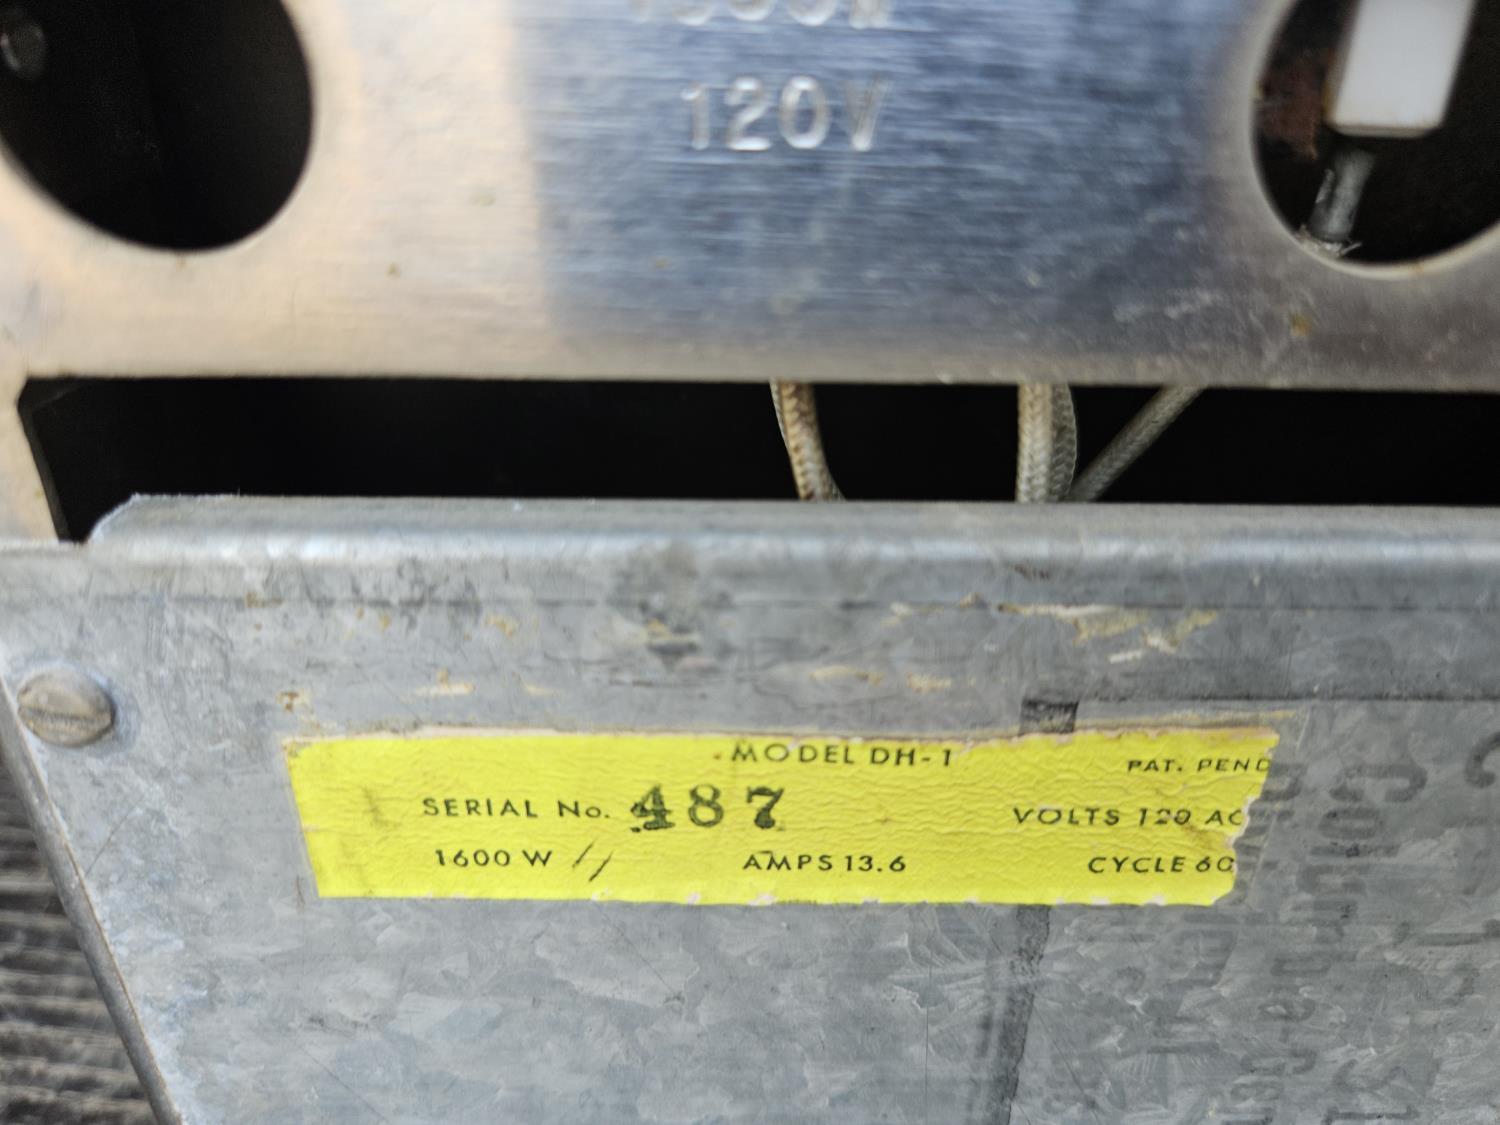 120V
MODEL DH-1
PAT. PEND
SERIAL No. 487
VOLTS 120 AC
1600 W //
AMPS 13.6
CYCLE 60